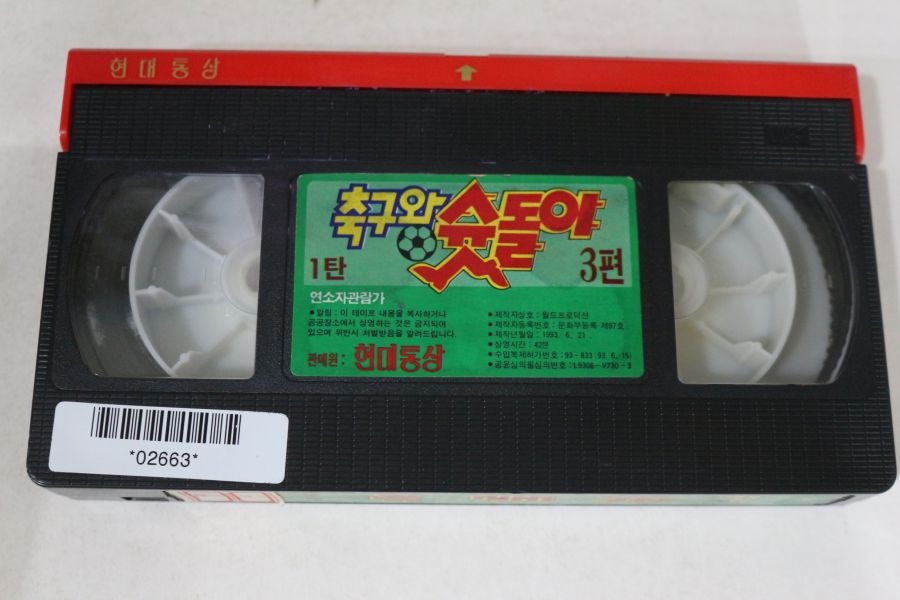 현대통상
축구왕 슛돌이
1탄
3편
연소자관람가
• 알림 : 이 테이프 내용을 복사하거나
공공장소에서 상영하는 것은 금지되어
있으며 위반시 처벌받음을 알려드립니다.
판매원 : 현대통상
• 제작자상호 : 월드프로덕션
• 제작자등록번호 : 문화부등록 제97호
• 제작년월일 : 1993. 6. 21
• 상영시간 : 42분
• 수입복제허가번호 : 93-833(93. 6. 15)
• 공윤심의필심의번호 : L9306-V730-3
*02663*